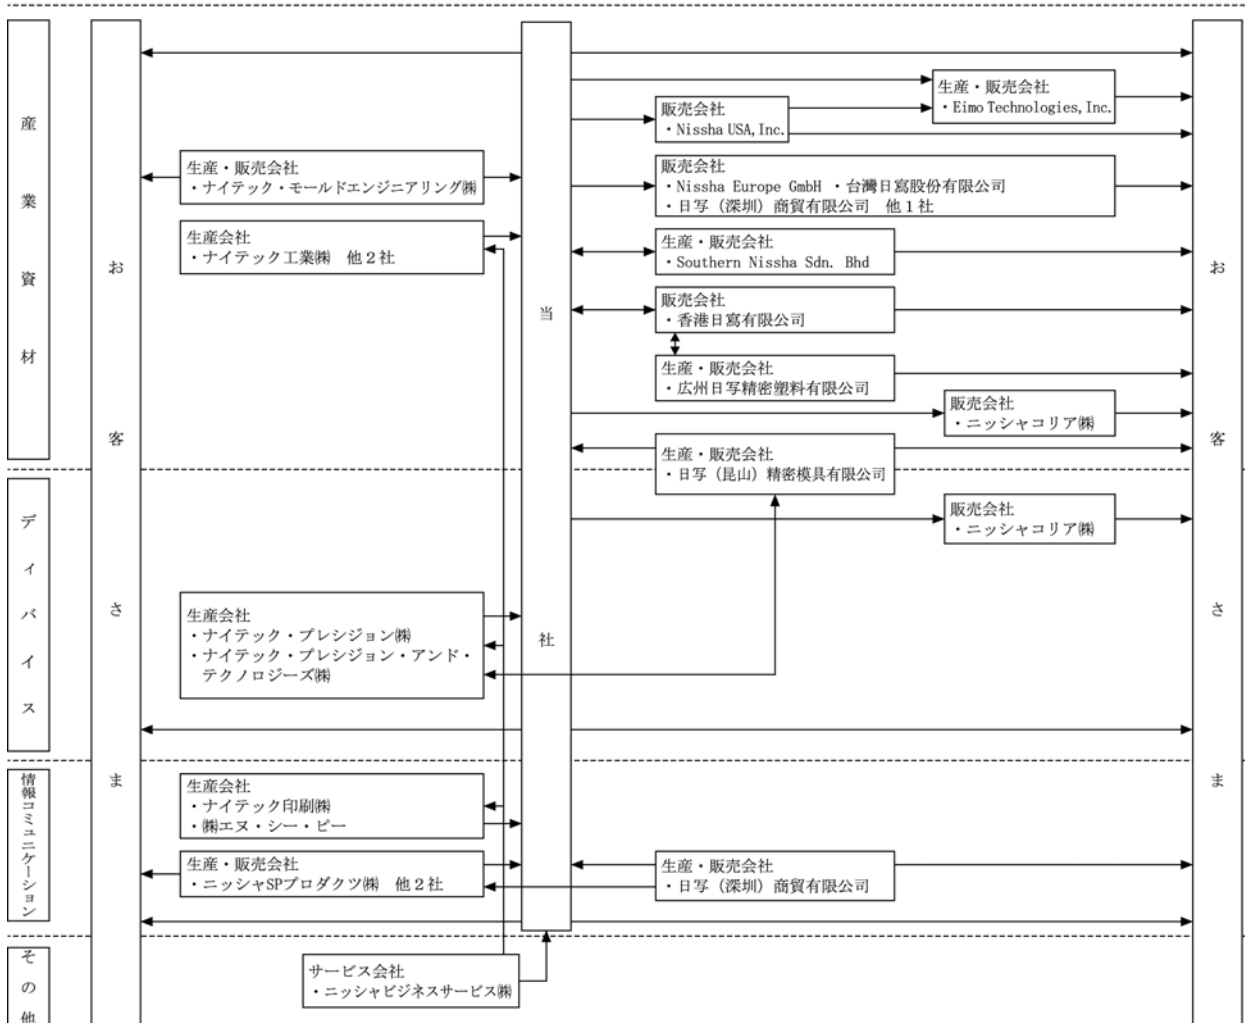 産業資材
お客さま
生産・販売会社
・ナイテック・モールドエンジニアリング㈱
生産会社
・ナイテック工業㈱　他２社
当社
販売会社
・Nissha USA, Inc.
生産・販売会社
・Eimo Technologies, Inc.
販売会社
・Nissha Europe GmbH ・台灣日寫股份有限公司
・日写（深圳）商貿有限公司　他１社
生産・販売会社
・Southern Nissha Sdn. Bhd
販売会社
・香港日寫有限公司
生産・販売会社
・広州日写精密塑料有限公司
販売会社
・ニッシャコリア㈱
生産・販売会社
・日写（昆山）精密模具有限公司
お客さま
ディバイス
販売会社
・ニッシャコリア㈱
生産会社
・ナイテック・プレシジョン㈱
・ナイテック・プレシジョン・アンド・
テクノロジーズ㈱
情報コミュニケーション
生産会社
・ナイテック印刷㈱
・㈱エヌ・シー・ピー
生産・販売会社
・ニッシャSPプロダクツ㈱　他２社
生産・販売会社
・日写（深圳）商貿有限公司
その他
サービス会社
・ニッシャビジネスサービス㈱